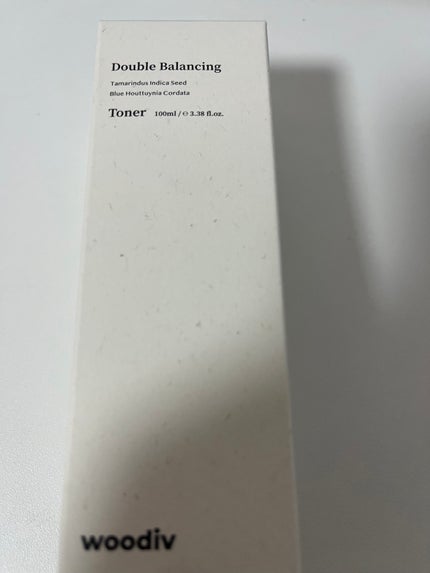 Double Balancing
Tamarindus Indica Seed
Blue Houttuynia Cordata
Toner 100ml / ℮ 3.38 fl.oz.
woodiv